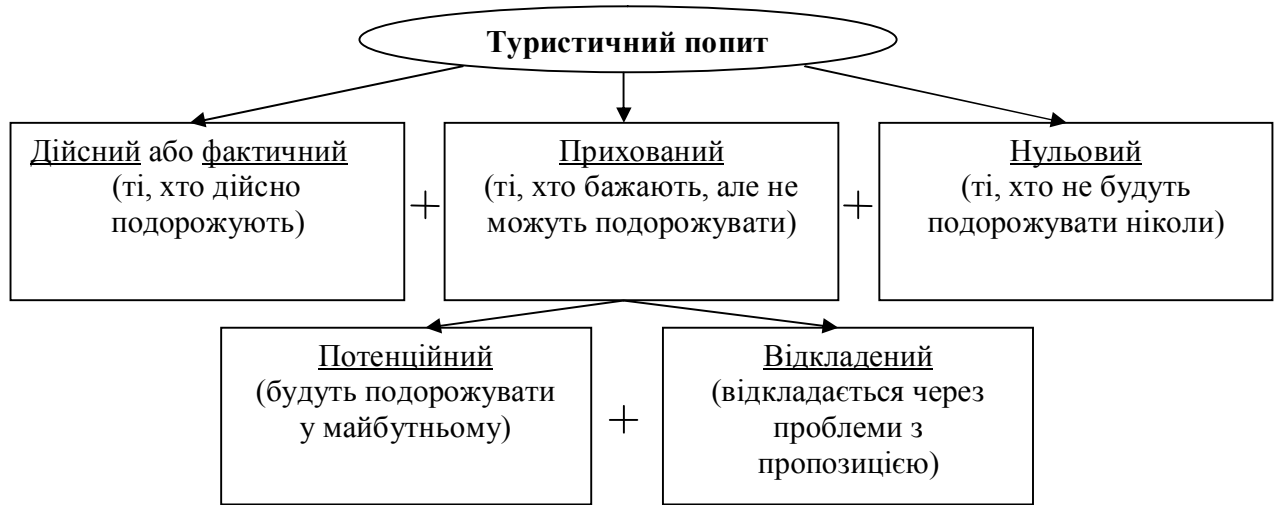 Туристичний попит
Дійсний або фактичний
(ті, хто дійсно
подорожують)
+
Прихований
(ті, хто бажають, але не
можуть подорожувати)
+
Нульовий
(ті, хто не будуть
подорожувати ніколи)
Потенційний
(будуть подорожувати
у майбутньому)
+
Відкладений
(відкладається через
проблеми з
пропозицією)